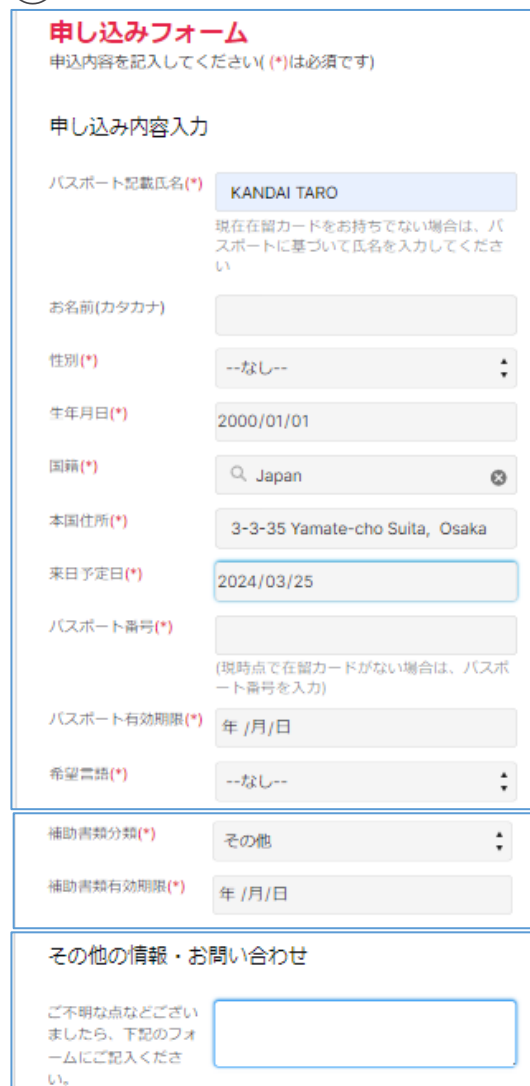 申し込みフォーム
申込内容を記入してください( (*)は必須です)
申し込み内容入力
パスポート記載氏名(*)
KANDAI TARO
現在在留カードをお持ちでない場合は、パ
スポートに基づいて氏名を入力してくださ
い
お名前(カタカナ)
性別(*)
--なし--
生年月日(*)
2000/01/01
国籍(*)
Japan
本国住所(*)
3-3-35 Yamate-cho Suita, Osaka
来日予定日(*)
2024/03/25
パスポート番号(*)
(現時点で在留カードがない場合は、パスポ
ート番号を入力)
パスポート有効期限(*)
年 /月/日
希望言語(*)
--なし--
補助書類分類(*)
その他
補助書類有効期限(*)
年 /月/日
その他の情報・お問い合わせ
ご不明な点などござい
ましたら、下記のフォ
ームにご記入くださ
い。